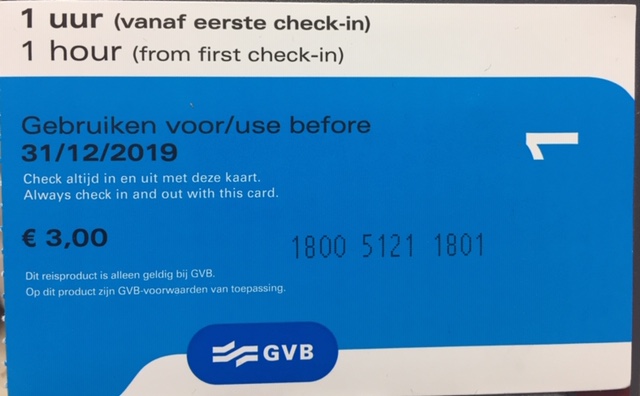 1 uur (vanaf eerste check-in)
1 hour (from first check-in)
Gebruiken voor/use before
31/12/2019
1
Check altijd in en uit met deze kaart.
Always check in and out with this card.
€ 3,00
1800 5121 1801
Dit reisproduct is alleen geldig bij GVB.
Op dit product zijn GVB-voorwaarden van toepassing.
GVB